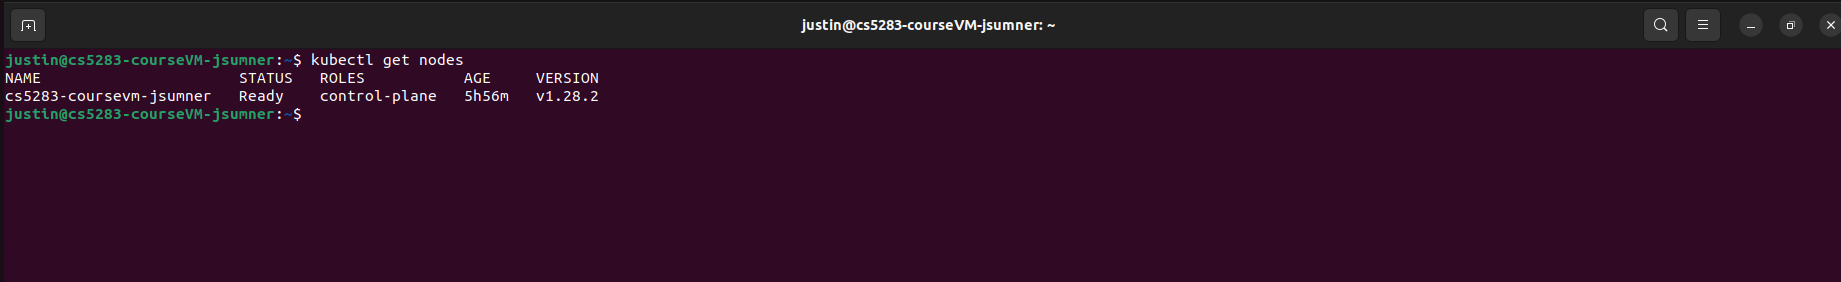 justin@cs5283-courseVM-jsumner: ~
justin@cs5283-courseVM-jsumner:~$ kubectl get nodes
NAME                      STATUS   ROLES           AGE     VERSION
cs5283-coursevm-jsumner   Ready    control-plane   5h56m   v1.28.2
justin@cs5283-courseVM-jsumner:~$